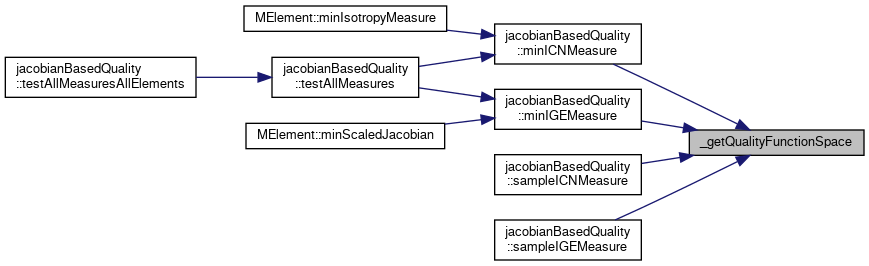 MElement::minIsotropyMeasure
jacobianBasedQuality
::minICNMeasure
jacobianBasedQuality
::testAllMeasuresAllElements
jacobianBasedQuality
::testAllMeasures
jacobianBasedQuality
::minIGEMeasure
MElement::minScaledJacobian
_getQualityFunctionSpace
jacobianBasedQuality
::sampleICNMeasure
jacobianBasedQuality
::sampleIGEMeasure